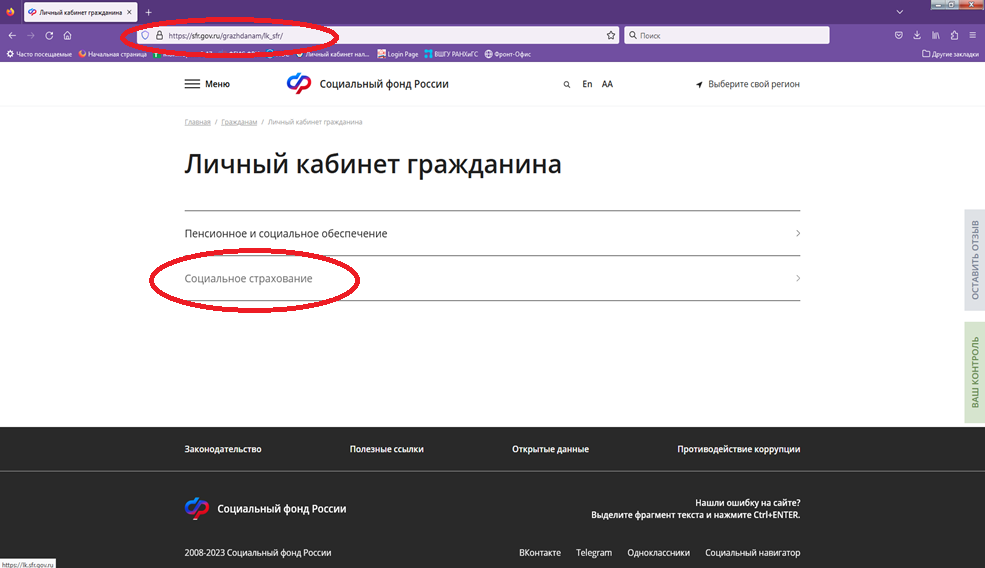 Личный кабинет гражданина
https://sfr.gov.ru/grazhdanam/lk_sfr/
Поиск
Часто посещаемые
Начальная страница
Личный кабинет нал...
Login Page
ВШГУ РАНХиГС
Фронт-Офис
Другие закладки
Меню
Социальный фонд России
En
AA
Выберите свой регион
Главная / Гражданам / Личный кабинет гражданина
Личный кабинет гражданина
Пенсионное и социальное обеспечение
Социальное страхование
ОСТАВИТЬ ОТЗЫВ
ВАШ КОНТРОЛЬ
Законодательство
Полезные ссылки
Открытые данные
Противодействие коррупции
Социальный фонд России
Нашли ошибку на сайте?
Выделите фрагмент текста и нажмите Ctrl+ENTER.
2008-2023 Социальный фонд России
ВКонтакте
Telegram
Одноклассники
Социальный навигатор
https://lk.sfr.gov.ru